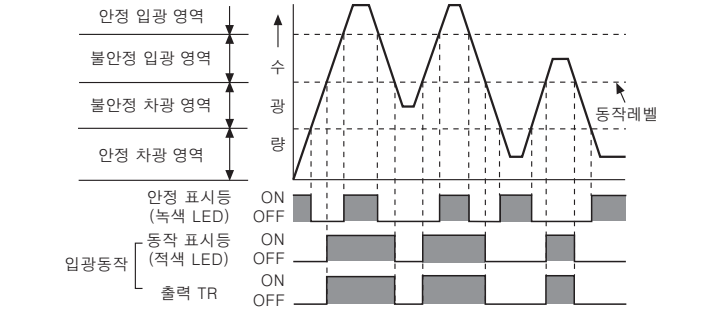 안정 입광 영역
불안정 입광 영역
불안정 차광 영역
안정 차광 영역
수
광
량
동작레벨
안정 표시등
(녹색 LED)
ON
OFF
입광동작
동작 표시등
(적색 LED)
ON
OFF
출력 TR
ON
OFF